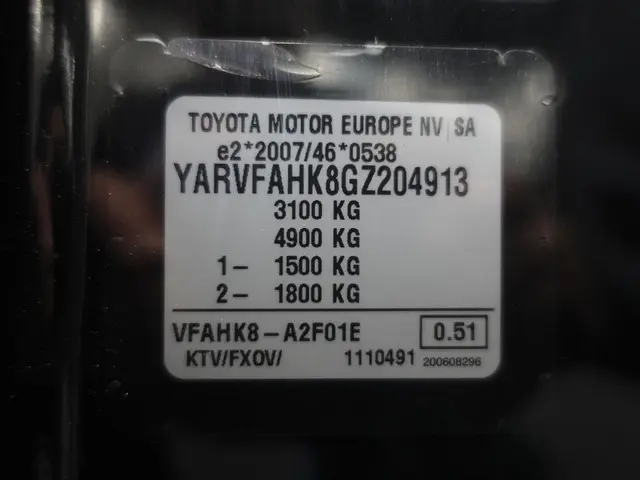 TOYOTA MOTOR EUROPE NV SA
e2*2007/46*0538
YARVFAHK8GZ204913
3100 KG
4900 KG
1- 1500 KG
2- 1800 KG
VFAHK8-A2F01E 0.51
KTV/FXOV/ 1110491 200608296